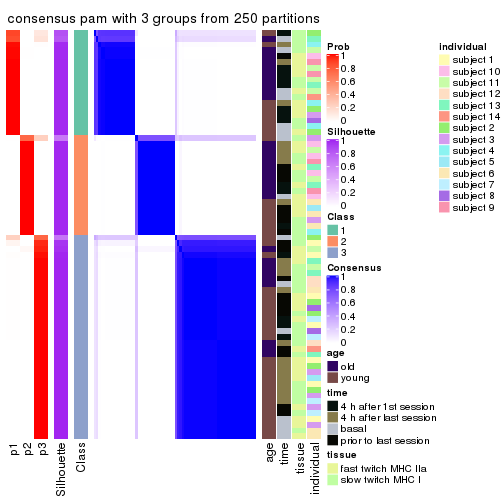 consensus pam with 3 groups from 250 partitions
Prob
1
0.8
0.6
0.4
0.2
0
Silhouette
1
0.8
0.6
0.4
0.2
0
Class
1
2
3
Consensus
1
0.8
0.6
0.4
0.2
0
age
old
young
time
4 h after 1st session
4 h after last session
basal
prior to last session
tissue
fast twitch MHC IIa
slow twitch MHC I
individual
subject 1
subject 10
subject 11
subject 12
subject 13
subject 14
subject 2
subject 3
subject 4
subject 5
subject 6
subject 7
subject 8
subject 9
p1
p2
p3
Silhouette
Class
age
time
tissue
individual